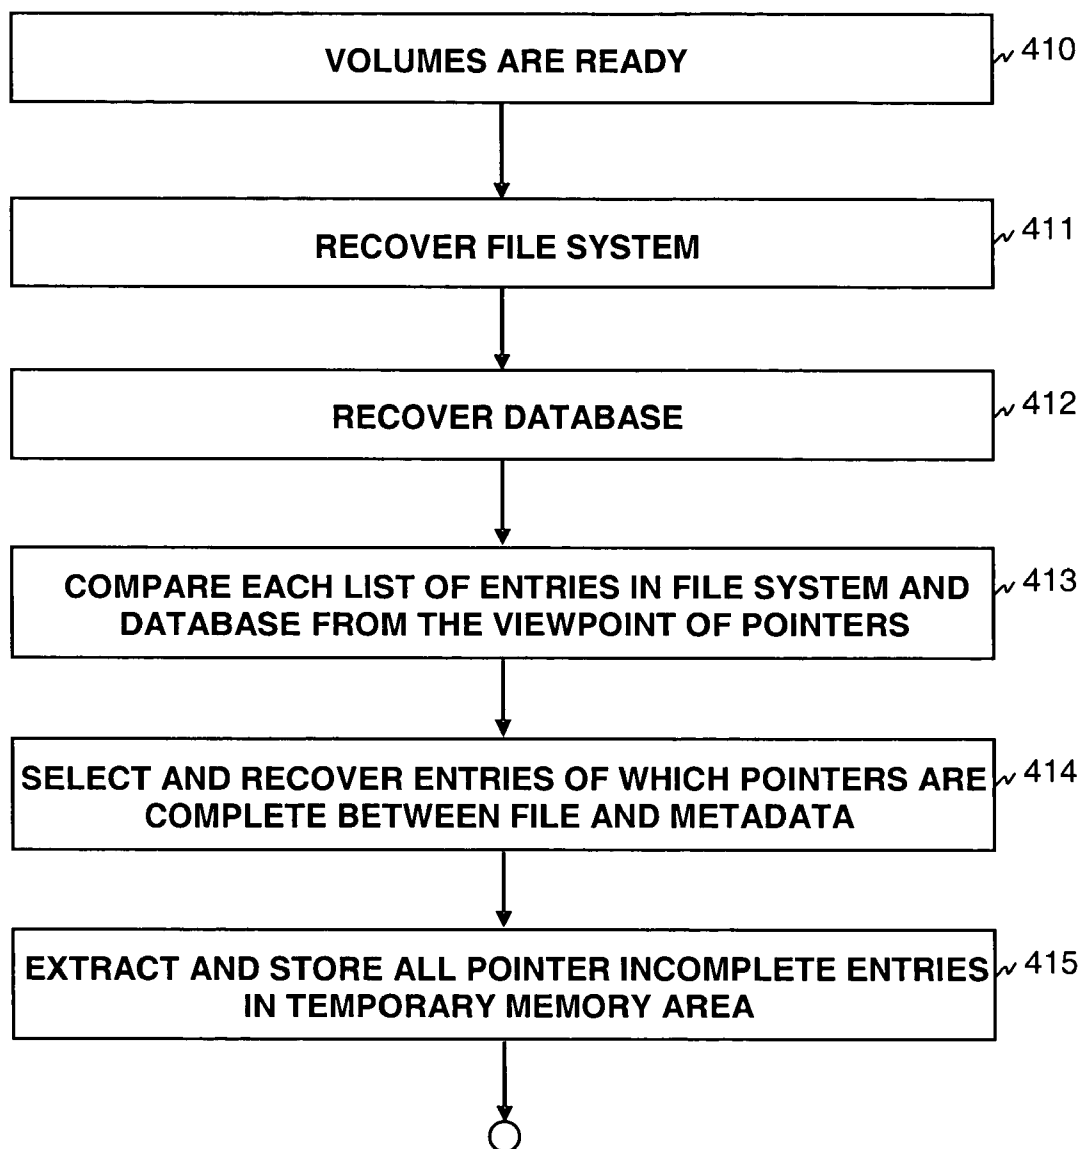 VOLUMES ARE READY
410
RECOVER FILE SYSTEM
411
RECOVER DATABASE
412
COMPARE EACH LIST OF ENTRIES IN FILE SYSTEM AND
DATABASE FROM THE VIEWPOINT OF POINTERS
413
SELECT AND RECOVER ENTRIES OF WHICH POINTERS ARE
COMPLETE BETWEEN FILE AND METADATA
414
EXTRACT AND STORE ALL POINTER INCOMPLETE ENTRIES
IN TEMPORARY MEMORY AREA
415